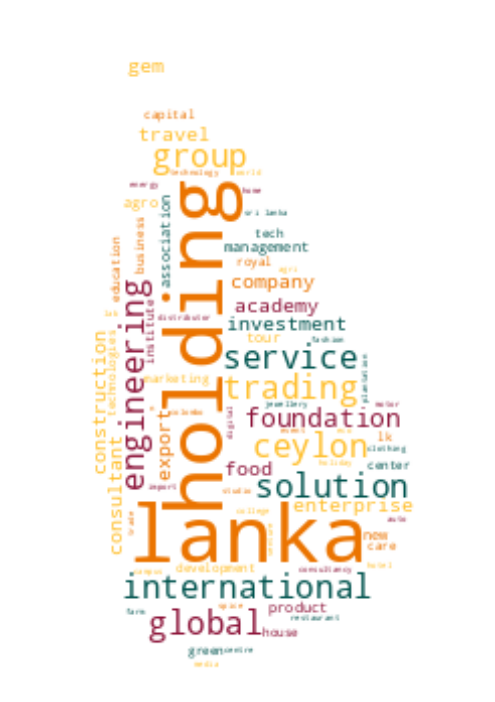 gem
capital
travel
group
technology
world
energy
home
agro
association
holding
sri lanka
business
tech
education
management
royal
agri
engineering
company
institute
academy
distributor
investment
construction
technologies
tour
fashion
service
plantation
marketing
trading
jewellery
motor
export
digital
foundation
ceylon
lk
clothing
consultant
food
holiday
center
import
studio
solution
enterprise
lanka
trade
college
auto
new
care
development
campus
consultancy
hotel
international
farm
space
product
global
restaurant
house
green
centre
media